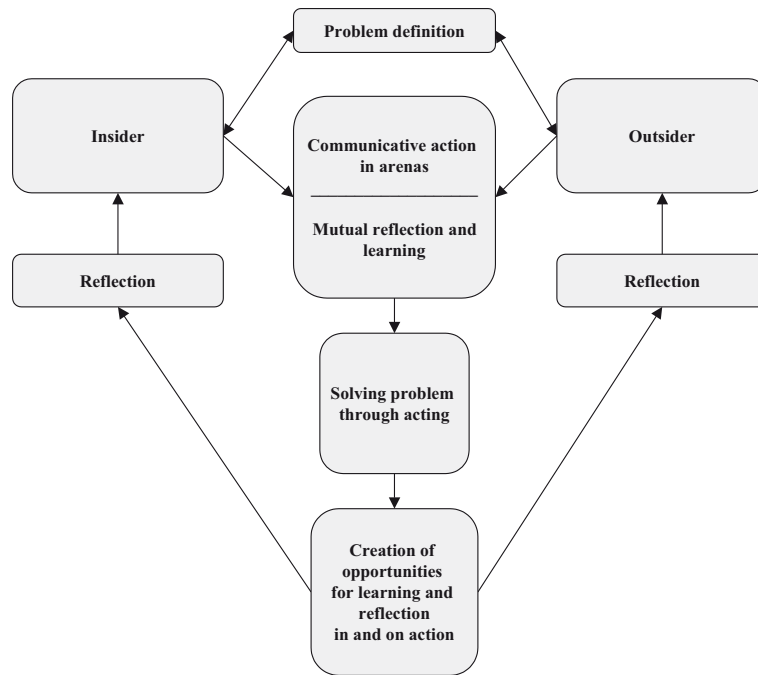 Problem definition
Insider
Communicative action
in arenas
Mutual reflection and
learning
Outsider
Reflection
Reflection
Solving problem
through acting
Creation of
opportunities
for learning and
reflection
in and on action